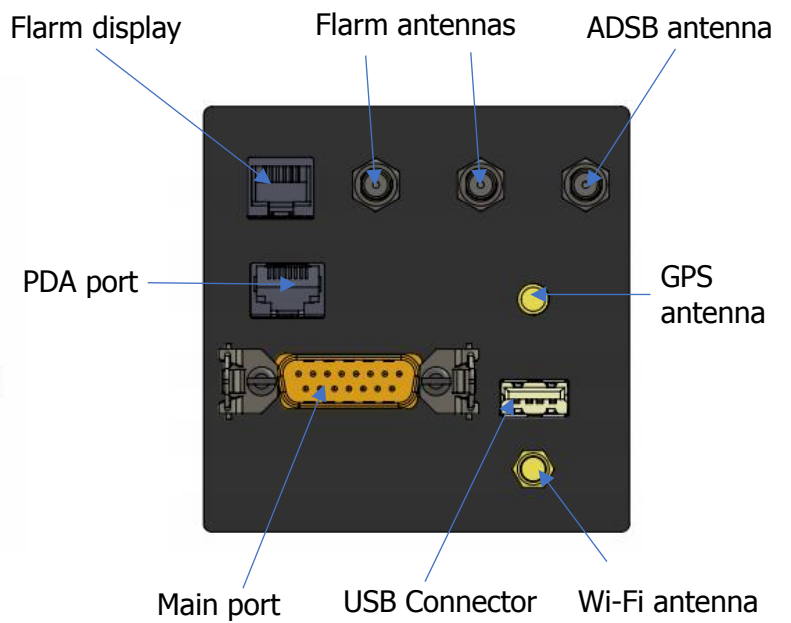 Flarm display
Flarm antennas
ADSB antenna
PDA port
GPS
antenna
Main port
USB Connector
Wi-Fi antenna